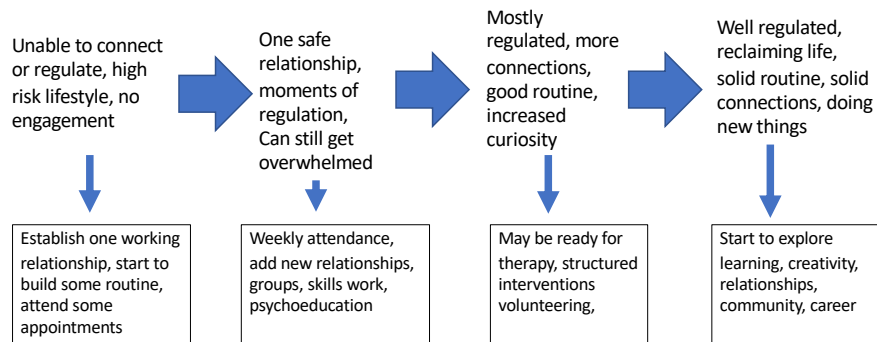 Unable to connect
or regulate, high
risk lifestyle, no
engagement
One safe
relationship,
moments of
regulation,
Can still get
overwhelmed
Mostly
regulated, more
connections,
good routine,
increased
curiosity
Well regulated,
reclaiming life,
solid routine, solid
connections, doing
new things
Establish one working
relationship, start to
build some routine,
attend some
appointments
Weekly attendance,
add new relationships,
groups, skills work,
psychoeducation
May be ready for
therapy, structured
interventions
volunteering,
Start to explore
learning, creativity,
relationships,
community, career